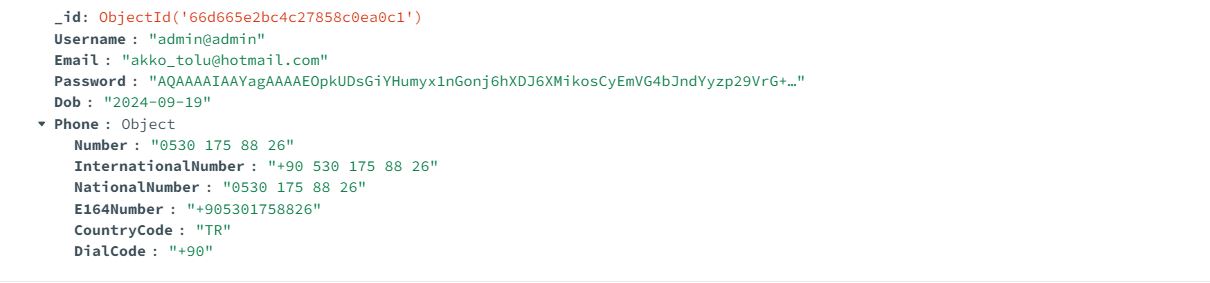 _id: ObjectId('66d665e2bc4c27858c0ea0c1')
Username : "admin@admin"
Email : "akko_tolu@hotmail.com"
Password : "AQAAAAIAAYagAAAAEOpkUDsGiYHumyx1nGonj6hXDJ6XMikosCyEmVG4bJndYyzp29VrG+…"
Dob : "2024-09-19"
Phone : Object
Number : "0530 175 88 26"
InternationalNumber : "+90 530 175 88 26"
NationalNumber : "0530 175 88 26"
E164Number : "+905301758826"
CountryCode : "TR"
DialCode : "+90"